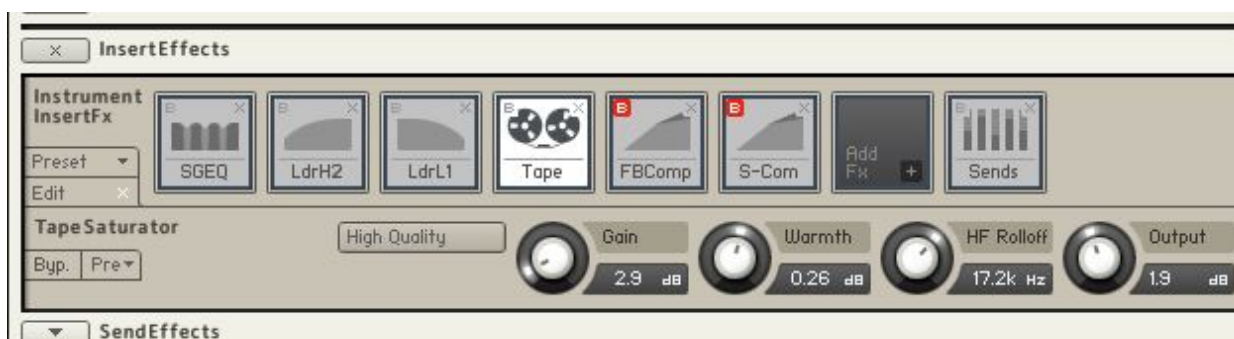 × InsertEffects
Instrument
InsertFx
B × B × B × B × B × B × B ×
SGEQ LdrH2 LdrL1 Tape FBComp S-Com Add Fx + Sends
Preset
Edit ×
TapeSaturator
High Quality Gain Warmth HF Rolloff Output
Byp. Pre 2.9 dB 0.26 dB 17.2k Hz 1.9 dB
SendEffects